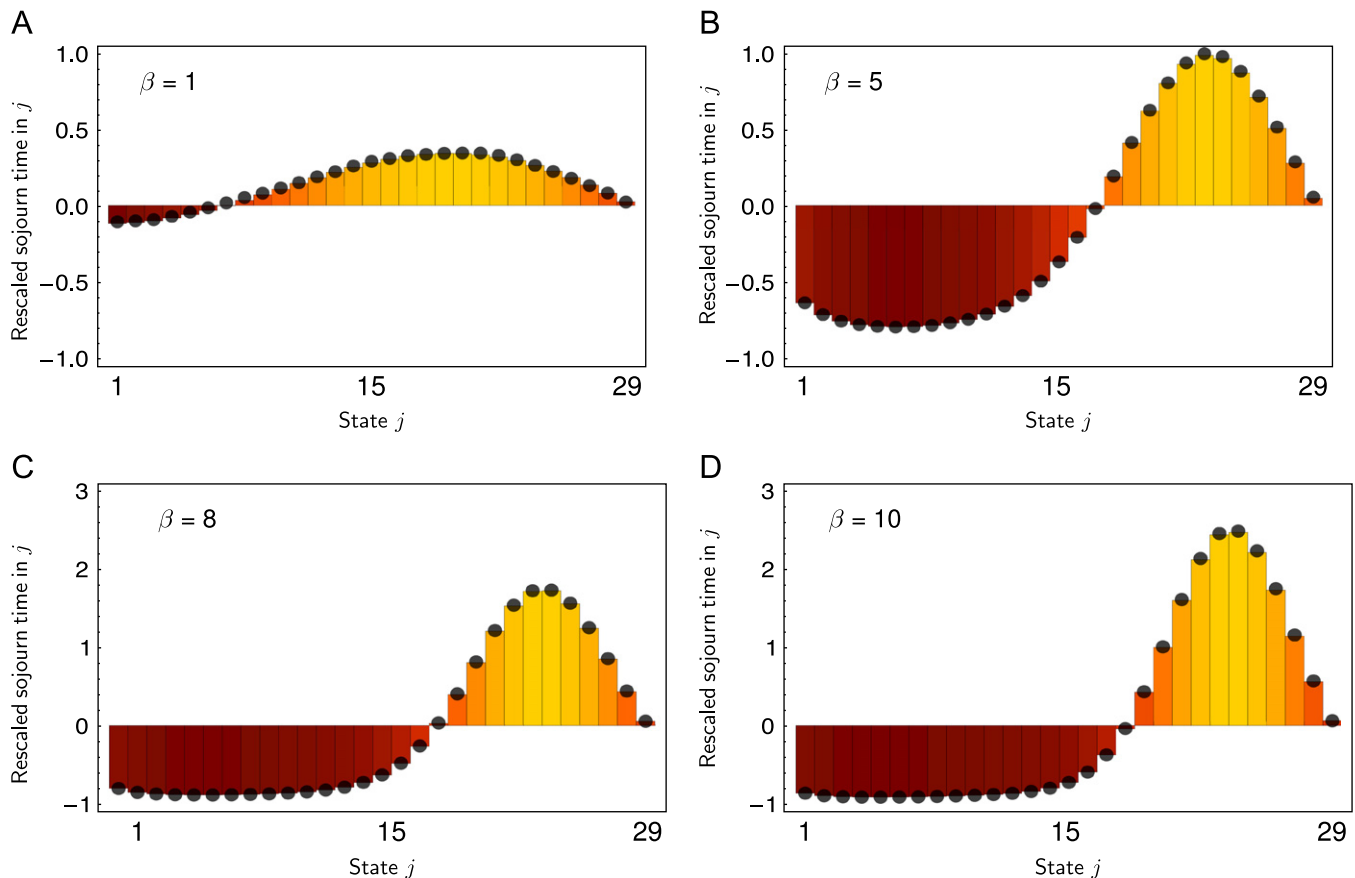 A
Rescaled sojourn time in j
1.0
0.5
0.0
−0.5
−1.0
β = 1
1 15 29
State j
B
Rescaled sojourn time in j
1.0
0.5
0.0
−0.5
−1.0
β = 5
1 15 29
State j
C
Rescaled sojourn time in j
3
2
1
0
−1
β = 8
1 15 29
State j
D
Rescaled sojourn time in j
3
2
1
0
−1
β = 10
1 15 29
State j